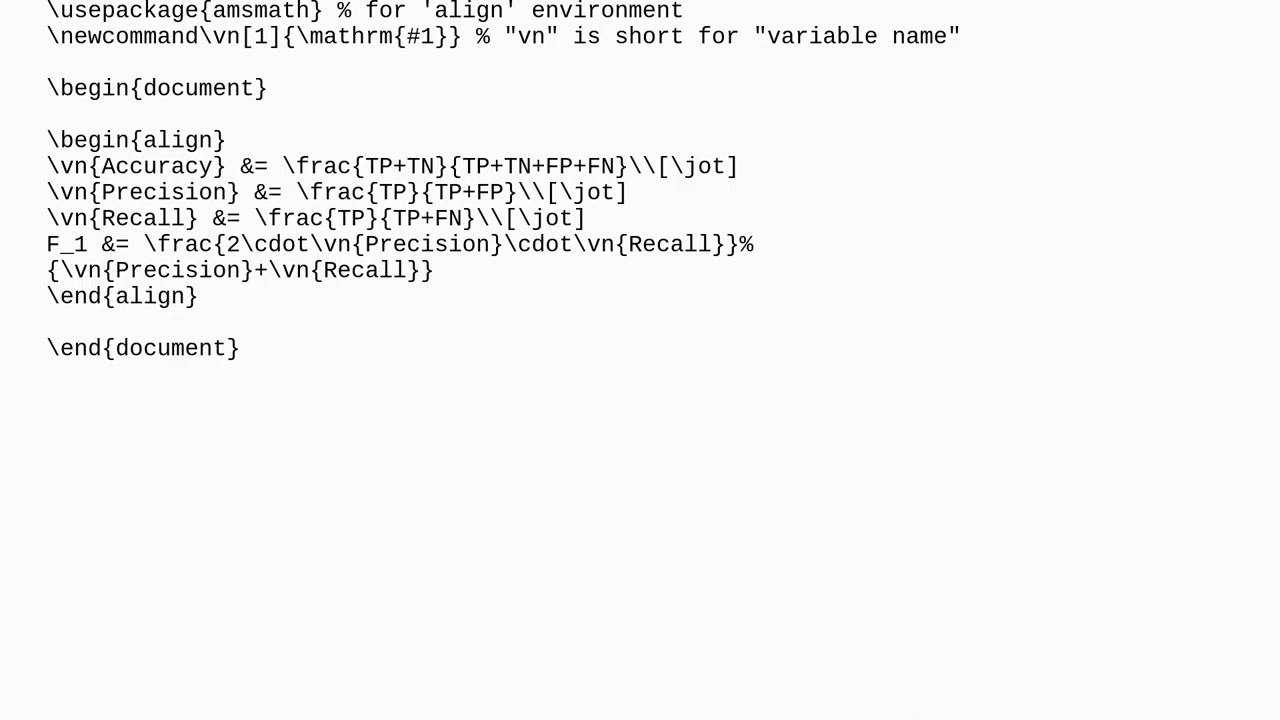 \usepackage{amsmath} % for 'align' environment
\newcommand\vn[1]{\mathrm{#1}} % "vn" is short for "variable name"
\begin{document}
\begin{align}
\vn{Accuracy} &= \frac{TP+TN}{TP+TN+FP+FN}\\[\jot]
\vn{Precision} &= \frac{TP}{TP+FP}\\[\jot]
\vn{Recall} &= \frac{TP}{TP+FN}\\[\jot]
F_1 &= \frac{2\cdot\vn{Precision}\cdot\vn{Recall}}%
{\vn{Precision}+\vn{Recall}}
\end{align}
\end{document}